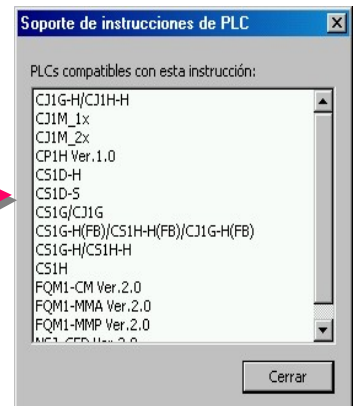 Soporte de instrucciones de PLC
PLCs compatibles con esta instrucción:
CJ1G-H/CJ1H-H
CJ1M_1x
CJ1M_2x
CP1H Ver.1.0
CS1D-H
CS1D-S
CS1G/CJ1G
CS1G-H(FB)/CS1H-H(FB)/CJ1G-H(FB)
CS1G-H/CS1H-H
CS1H
FQM1-CM Ver.2.0
FQM1-MMA Ver.2.0
FQM1-MMP Ver.2.0
Cerrar